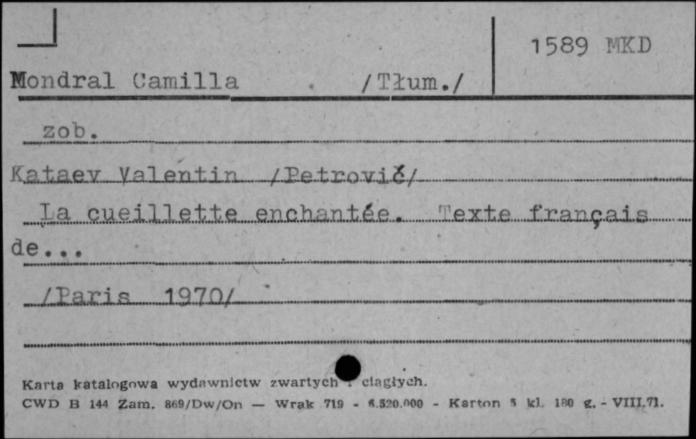 1589 MKD
Mondral Camilla /Tłum./
zob.
Kataev Valentin /Petrovič/
La cueillette enchantée. Texte français
de...
/Paris 1970/
Karta katalogowa wydawnictw zwartych i ciągłych.
CWD B 144 Zam. 869/Dw/On — Wrak 719 - 6.520.000 - Karton 5 kl. 180 g. - VIII.71.